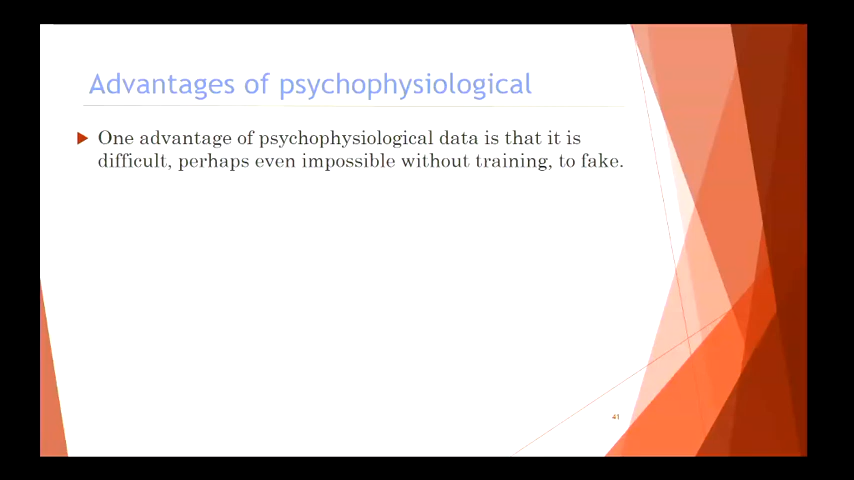 Advantages of psychophysiological
One advantage of psychophysiological data is that it is
difficult, perhaps even impossible without training, to fake.
41